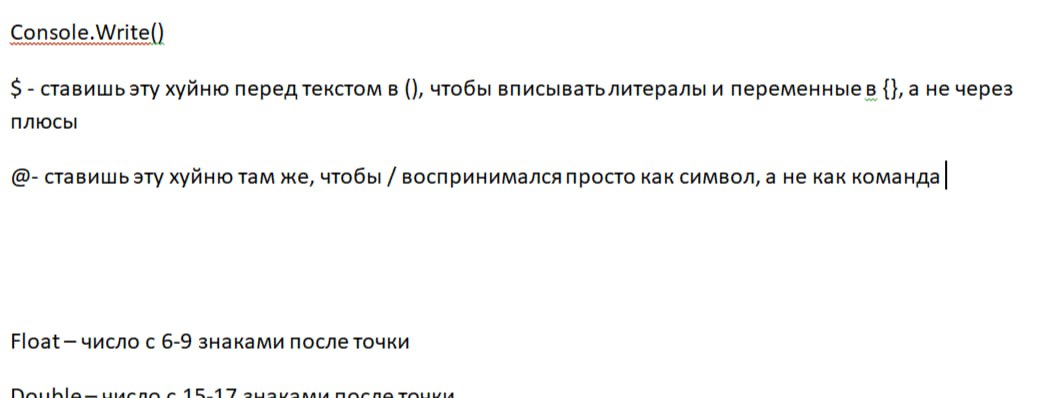 Console.Write()
$ - ставишь эту хуйню перед текстом в (), чтобы вписывать литералы и переменные в {}, а не через
плюсы
@- ставишь эту хуйню там же, чтобы / воспринимался просто как символ, а не как команда
Float – число с 6-9 знаками после точки
Double – число с 15-17 знаками после точки